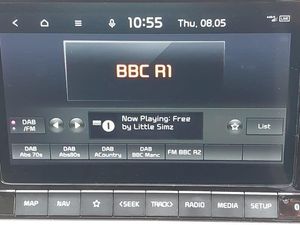 10:55 Thu, 08.05
BBC R1
DAB
/FM
Now Playing: Free
by Little Simz
List
DAB
Abs 70s
DAB
Abs80s
DAB
ACountry
DAB
BBC Manc
FM BBC R2
MAP NAV <SEEK TRACK> RADIO MEDIA SETUP